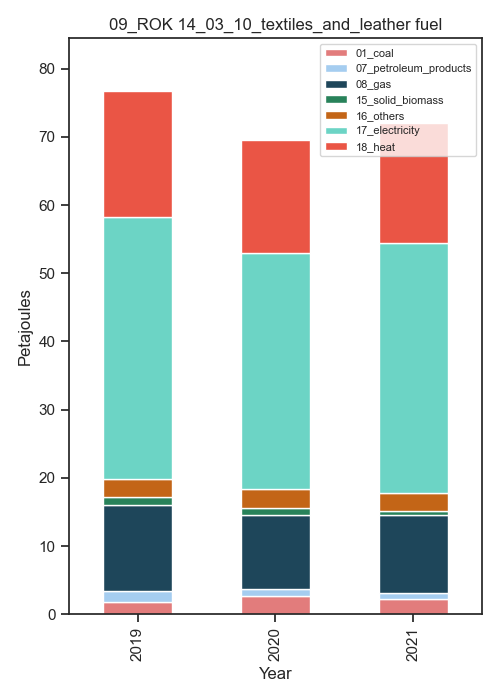 09_ROK 14_03_10_textiles_and_leather fuel
01_coal
07_petroleum_products
08_gas
15_solid_biomass
16_others
17_electricity
18_heat
80
70
60
50
40
30
20
10
0
Petajoules
2019
2020
2021
Year